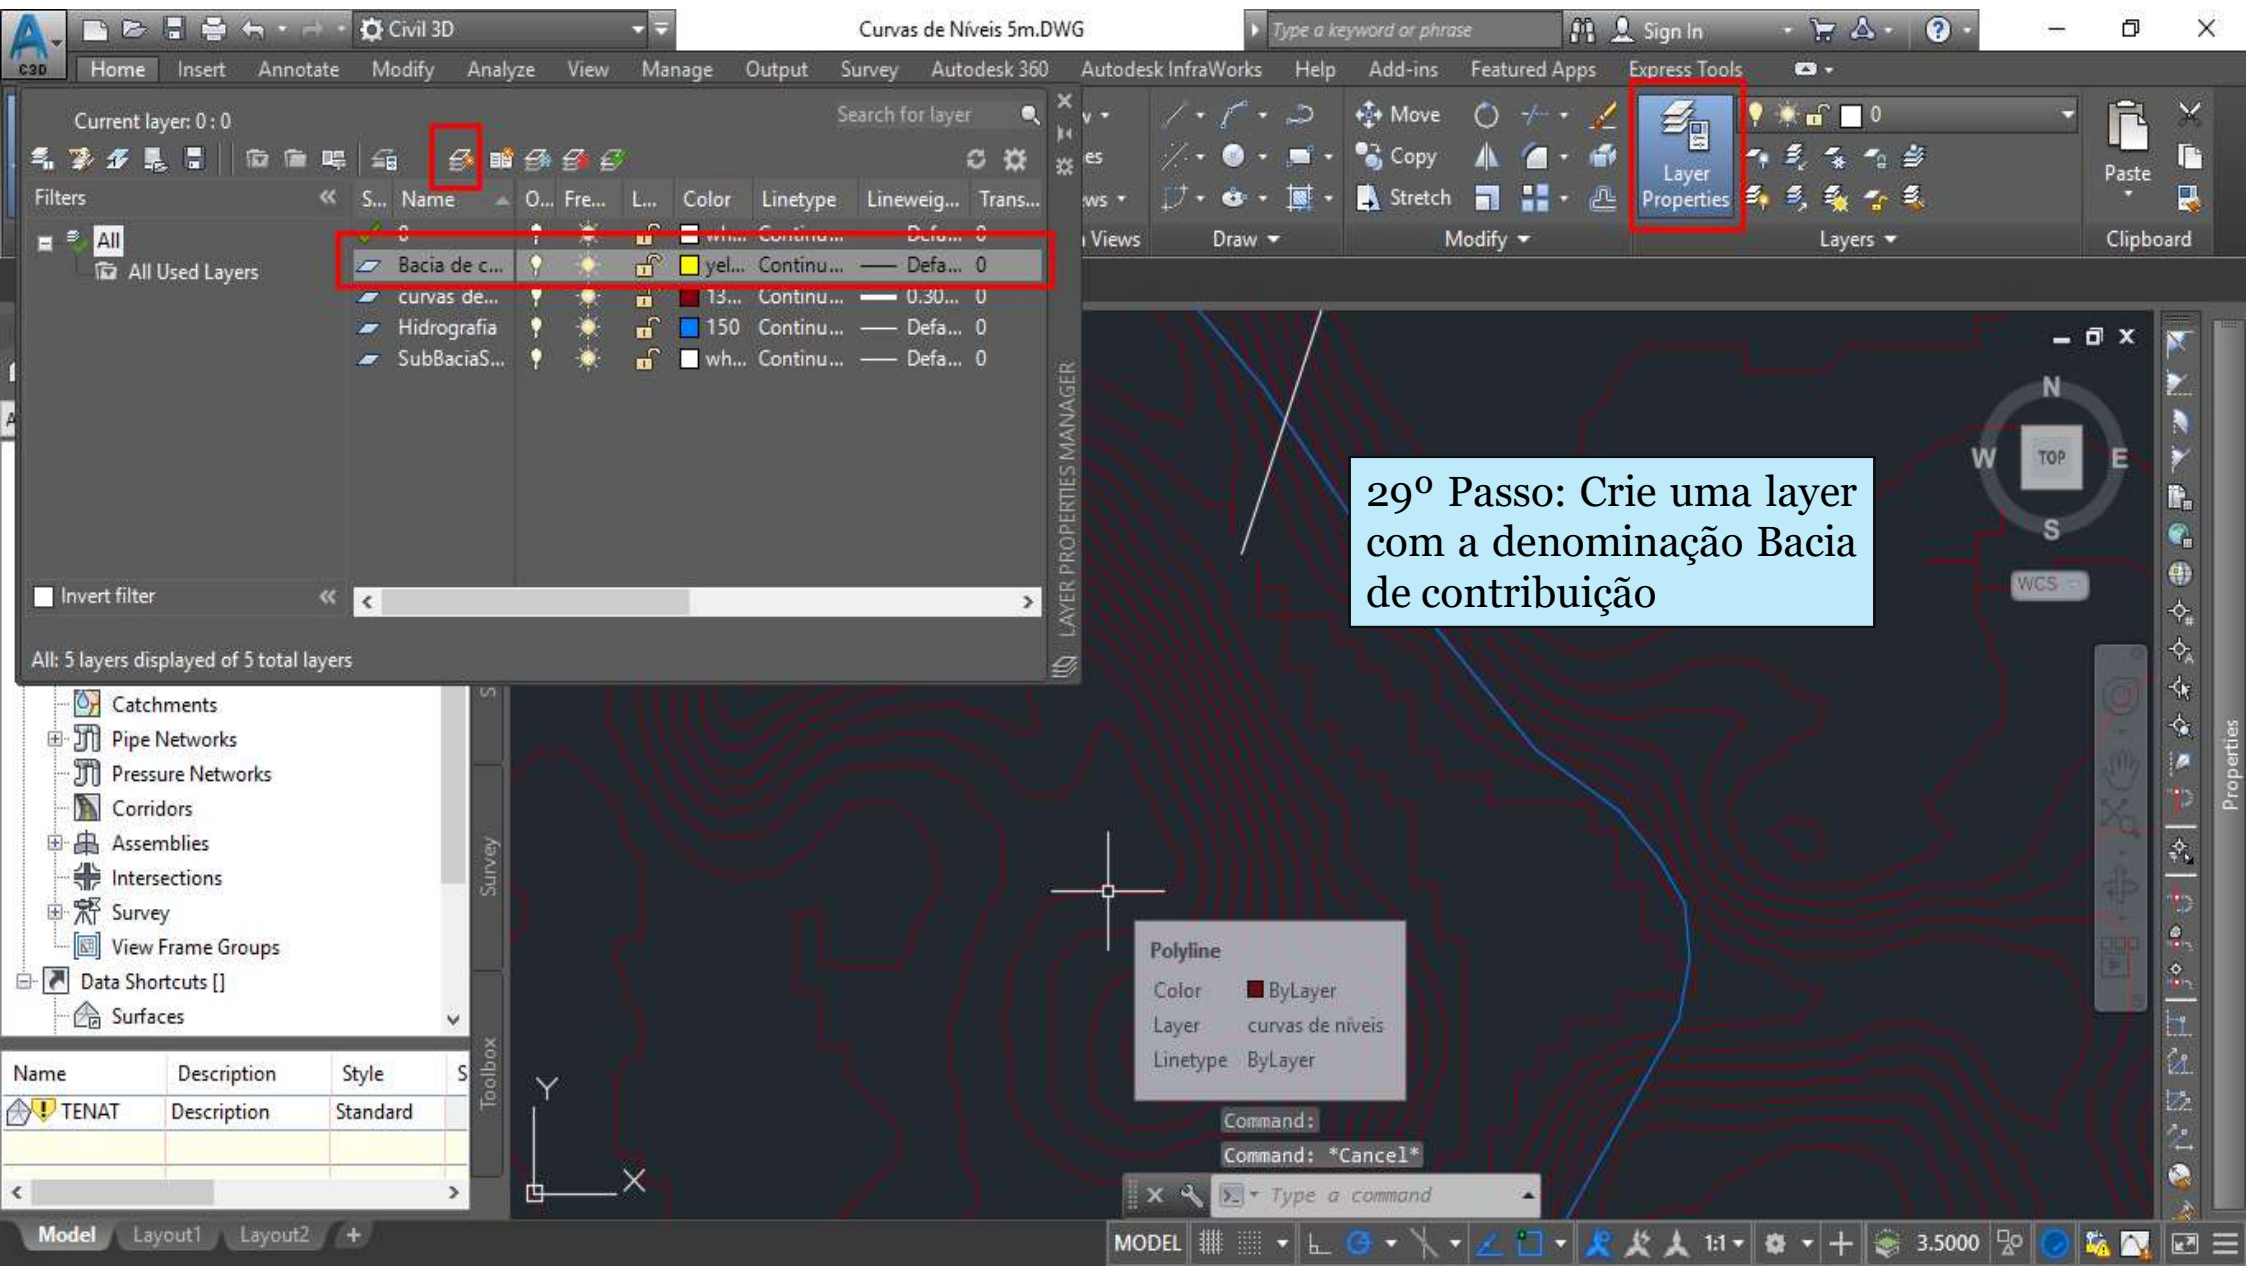 Civil 3D
Curvas de Níveis 5m.DWG
Type a keyword or phrase
Sign In
C3D
Home Insert Annotate Modify Analyze View Manage Output Survey Autodesk 360 Autodesk InfraWorks Help Add-ins Featured Apps Express Tools
Current layer: 0 : 0
Search for layer
Filters
S... Name O... Fre... L... Color Linetype Lineweig... Trans...
All
All Used Layers
0 wh... Continu... Defa... 0
Bacia de c... yel... Continu... Defa... 0
curvas de... 13... Continu... 0.30... 0
Hidrografia 150 Continu... Defa... 0
SubBaciaS... wh... Continu... Defa... 0
Invert filter
All: 5 layers displayed of 5 total layers
LAYER PROPERTIES MANAGER
Move
Copy
Stretch
Layer
Properties
0
Paste
Views
Draw
Modify
Layers
Clipboard
N
W TOP E
S
WCS
29º Passo: Crie uma layer
com a denominação Bacia
de contribuição
Catchments
Pipe Networks
Pressure Networks
Corridors
Assemblies
Intersections
Survey
View Frame Groups
Data Shortcuts []
Surfaces
Survey
Toolbox
Properties
Name Description Style S
TENAT Description Standard
Polyline
Color ByLayer
Layer curvas de níveis
Linetype ByLayer
Y
X
Command:
Command: *Cancel*
Type a command
Model Layout1 Layout2 +
MODEL 1:1 3.5000